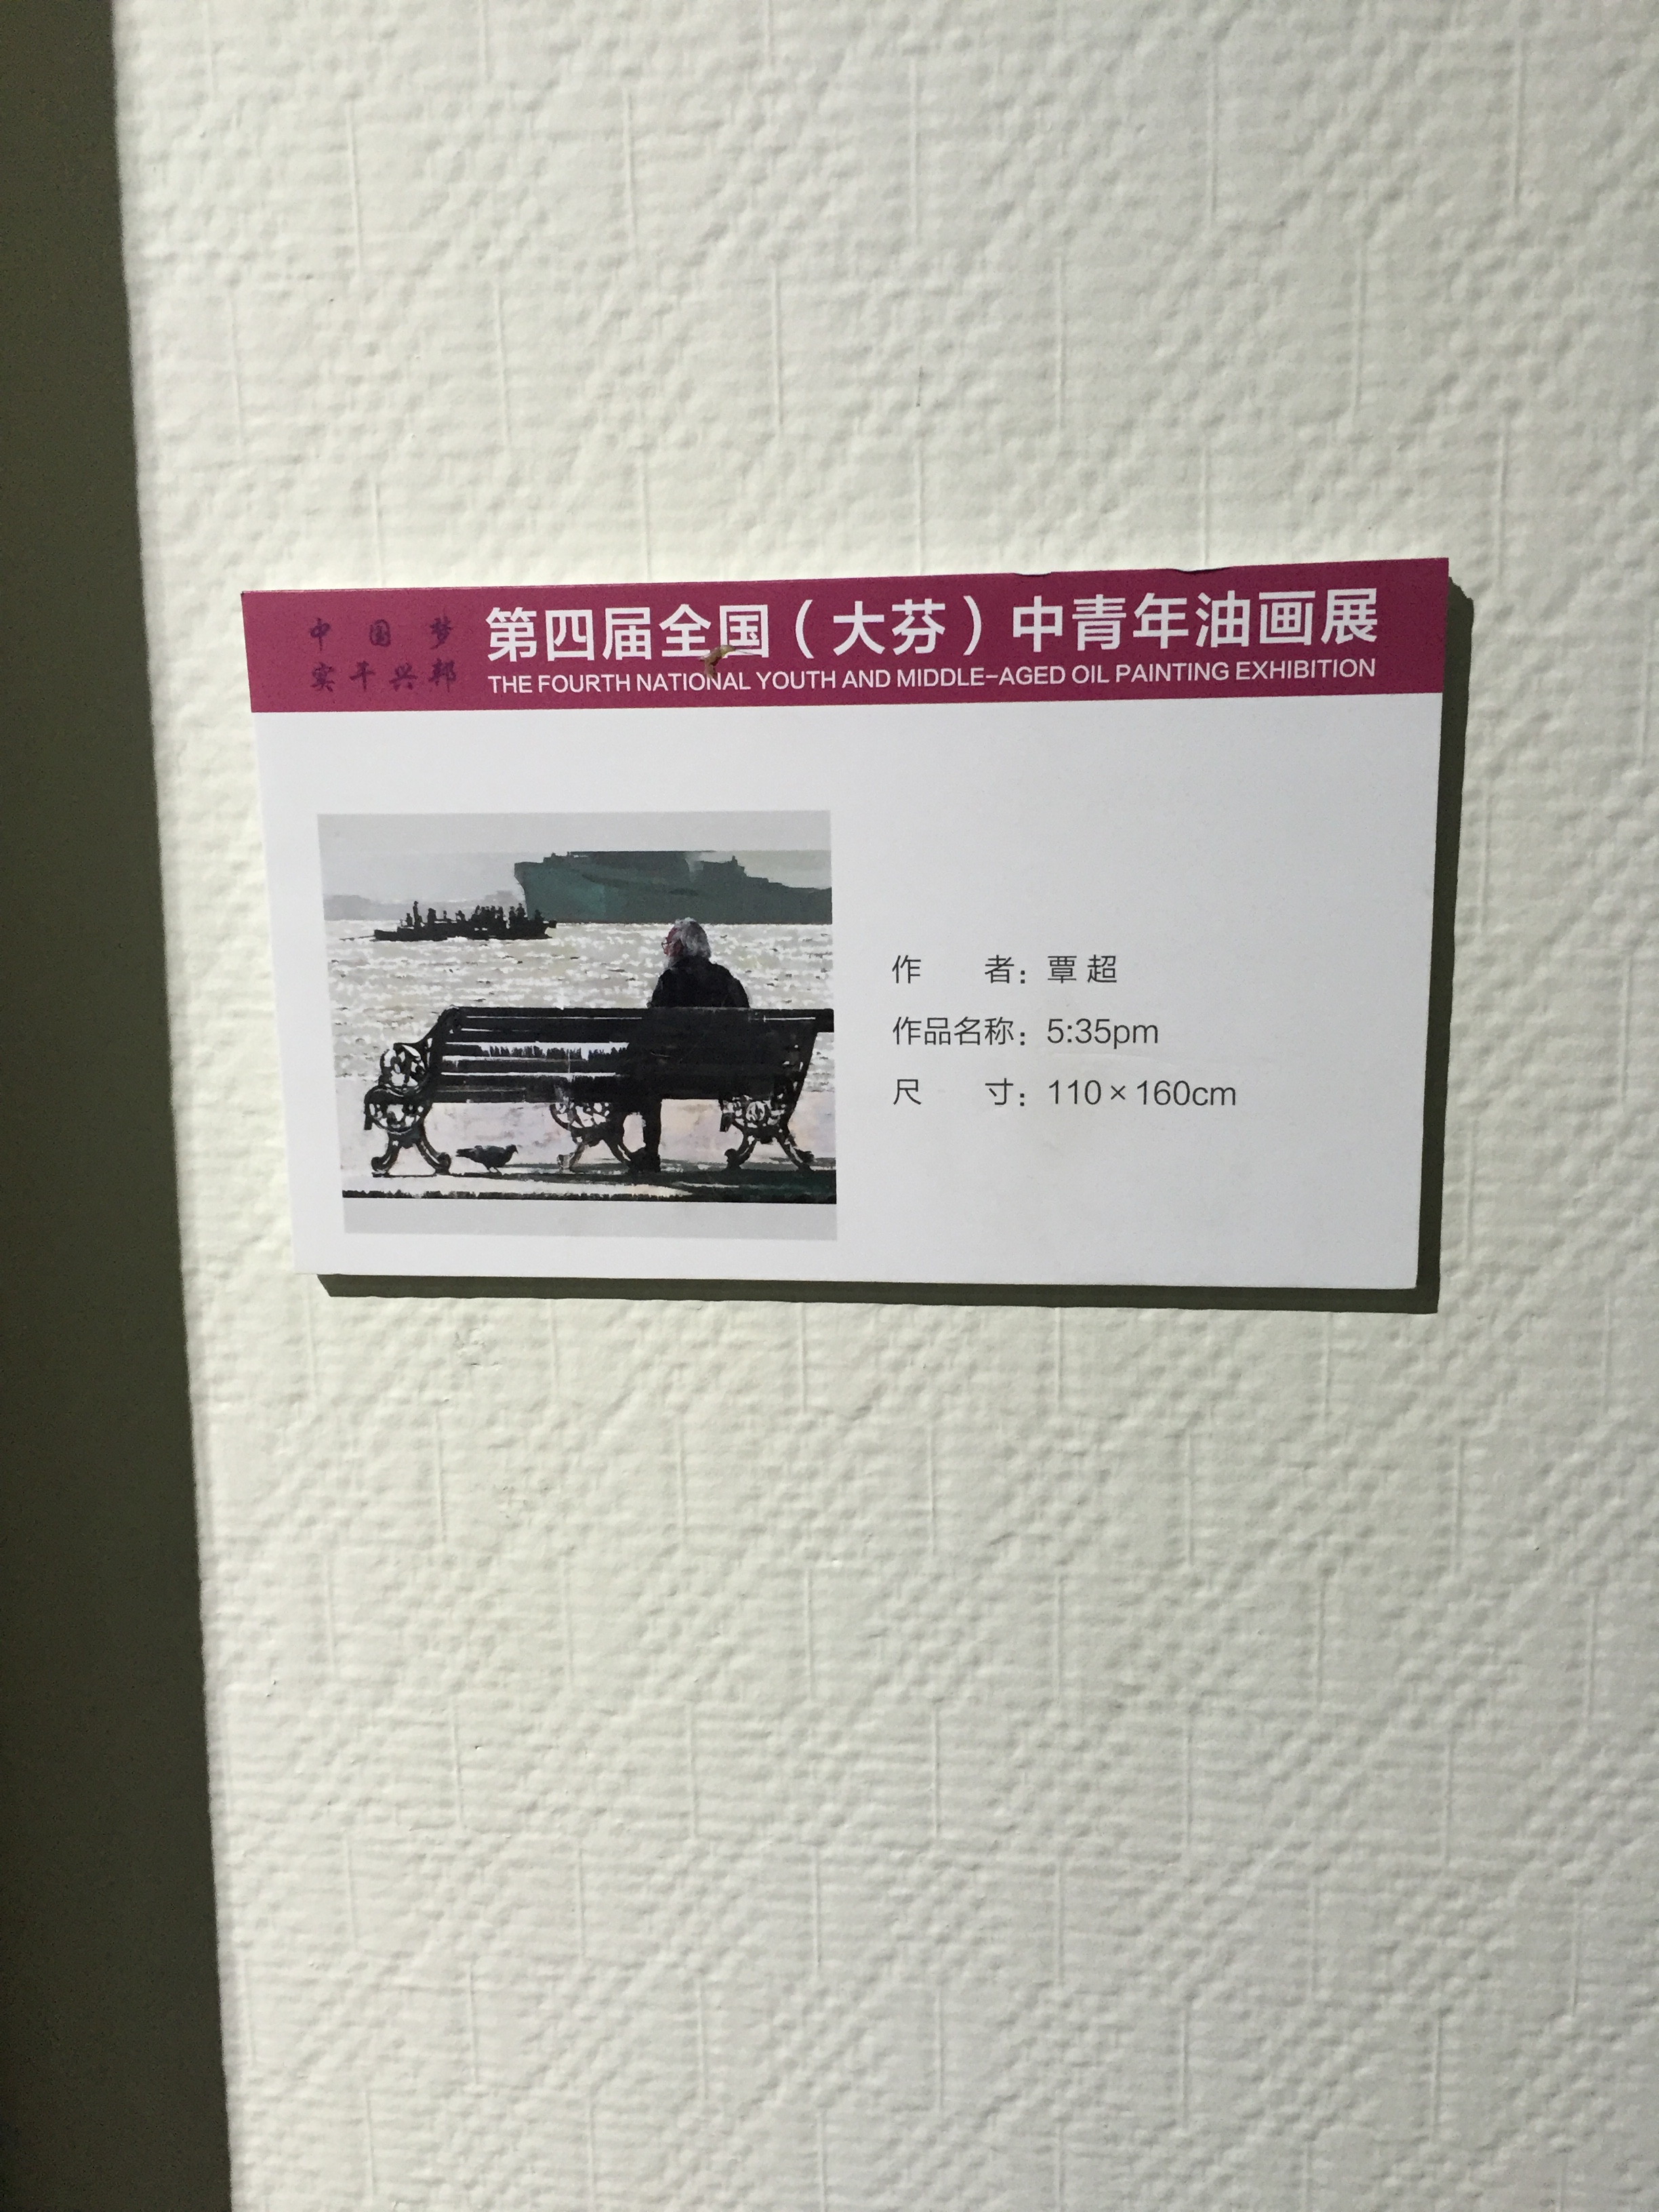 中国梦
实干兴邦
第四届全国（大芬）中青年油画展
THE FOURTH NATIONAL YOUTH AND MIDDLE-AGED OIL PAINTING EXHIBITION
作　　者：覃 超
作品名称：5:35pm
尺　　寸：110×160cm